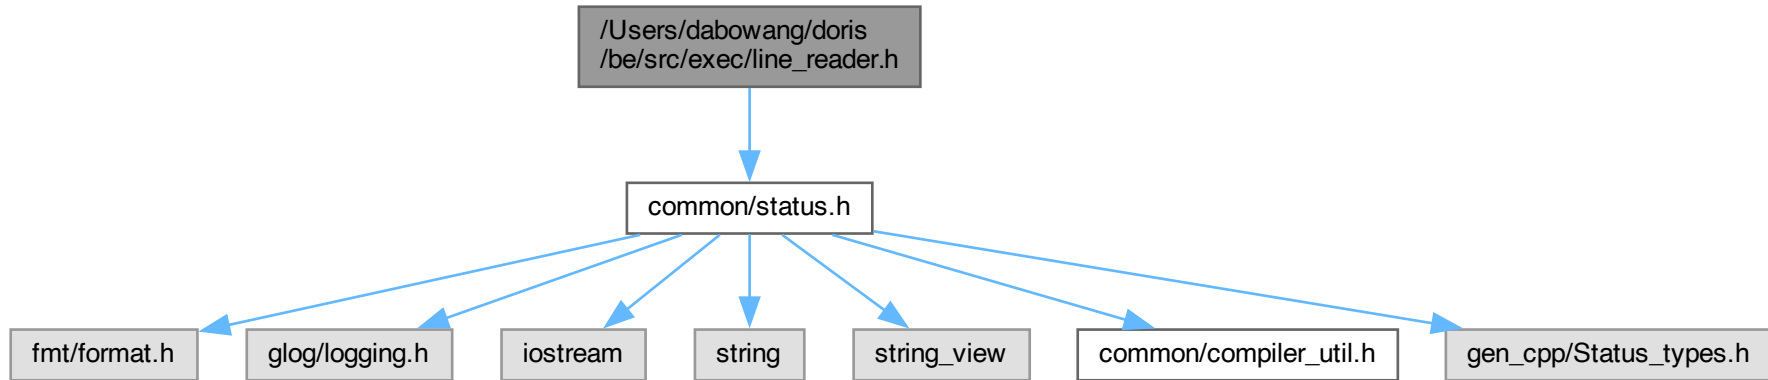 /Users/dabowang/doris
/be/src/exec/line_reader.h
common/status.h
fmt/format.h
glog/logging.h
iostream
string
string_view
common/compiler_util.h
gen_cpp/Status_types.h